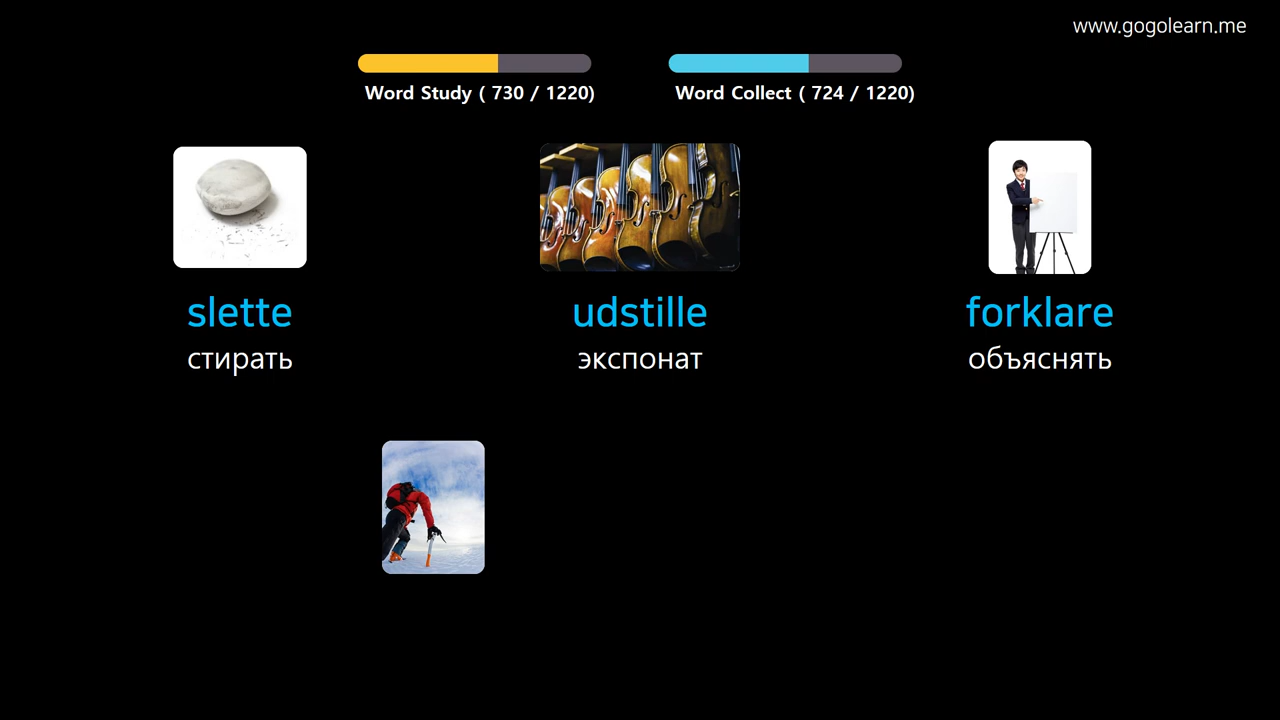 www.gogolearn.me
Word Study ( 730 / 1220)
Word Collect ( 724 / 1220)
slette
udstille
forklare
стирать
экспонат
объяснять